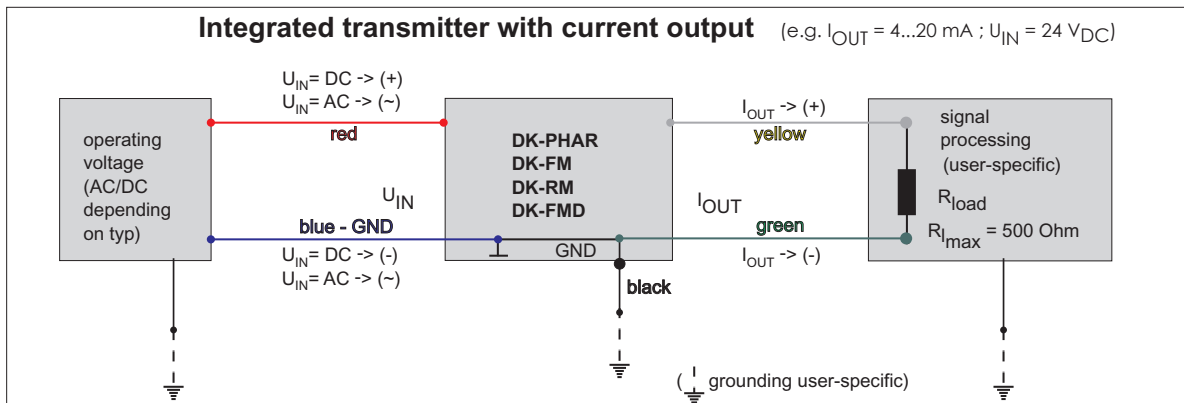 Integrated transmitter with current output (e.g. IOUT = 4...20 mA ; UIN = 24 VDC)
UIN= DC -> (+)
UIN= AC -> (~)
red
operating
voltage
(AC/DC
depending
on typ)
UIN
blue - GND
UIN= DC -> (-)
UIN= AC -> (~)
DK-PHAR
DK-FM
DK-RM
DK-FMD
GND
black
IOUT -> (+)
yellow
IOUT
green
IOUT -> (-)
signal
processing
(user-specific)
Rload
RImax = 500 Ohm
( grounding user-specific)